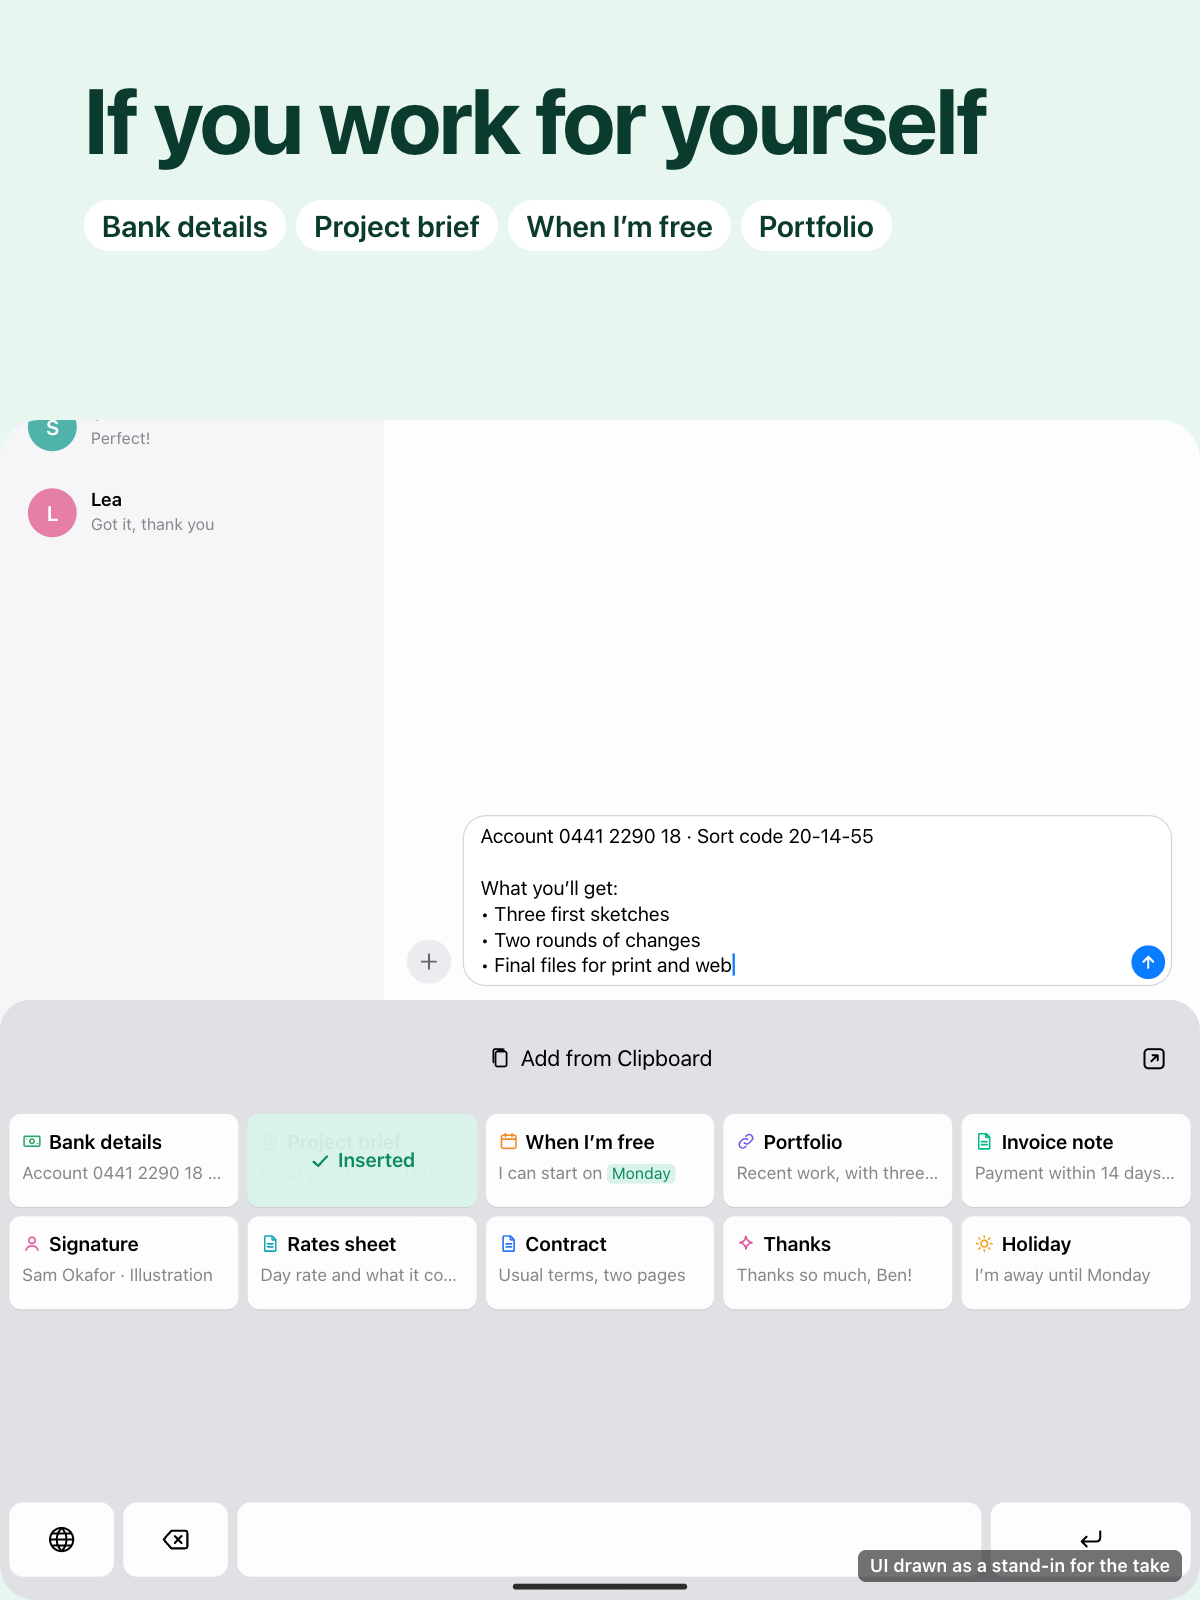 If you work for yourself
Bank details
Project brief
When I’m free
Portfolio
S
Perfect!
L
Lea
Got it, thank you
Account 0441 2290 18 · Sort code 20-14-55
What you’ll get:
• Three first sketches
• Two rounds of changes
• Final files for print and web
Add from Clipboard
Bank details
Account 0441 2290 18 ...
Project brief
Inserted
When I’m free
I can start on Monday
Portfolio
Recent work, with three...
Invoice note
Payment within 14 days...
Signature
Sam Okafor · Illustration
Rates sheet
Day rate and what it co...
Contract
Usual terms, two pages
Thanks
Thanks so much, Ben!
Holiday
I’m away until Monday
UI drawn as a stand-in for the take